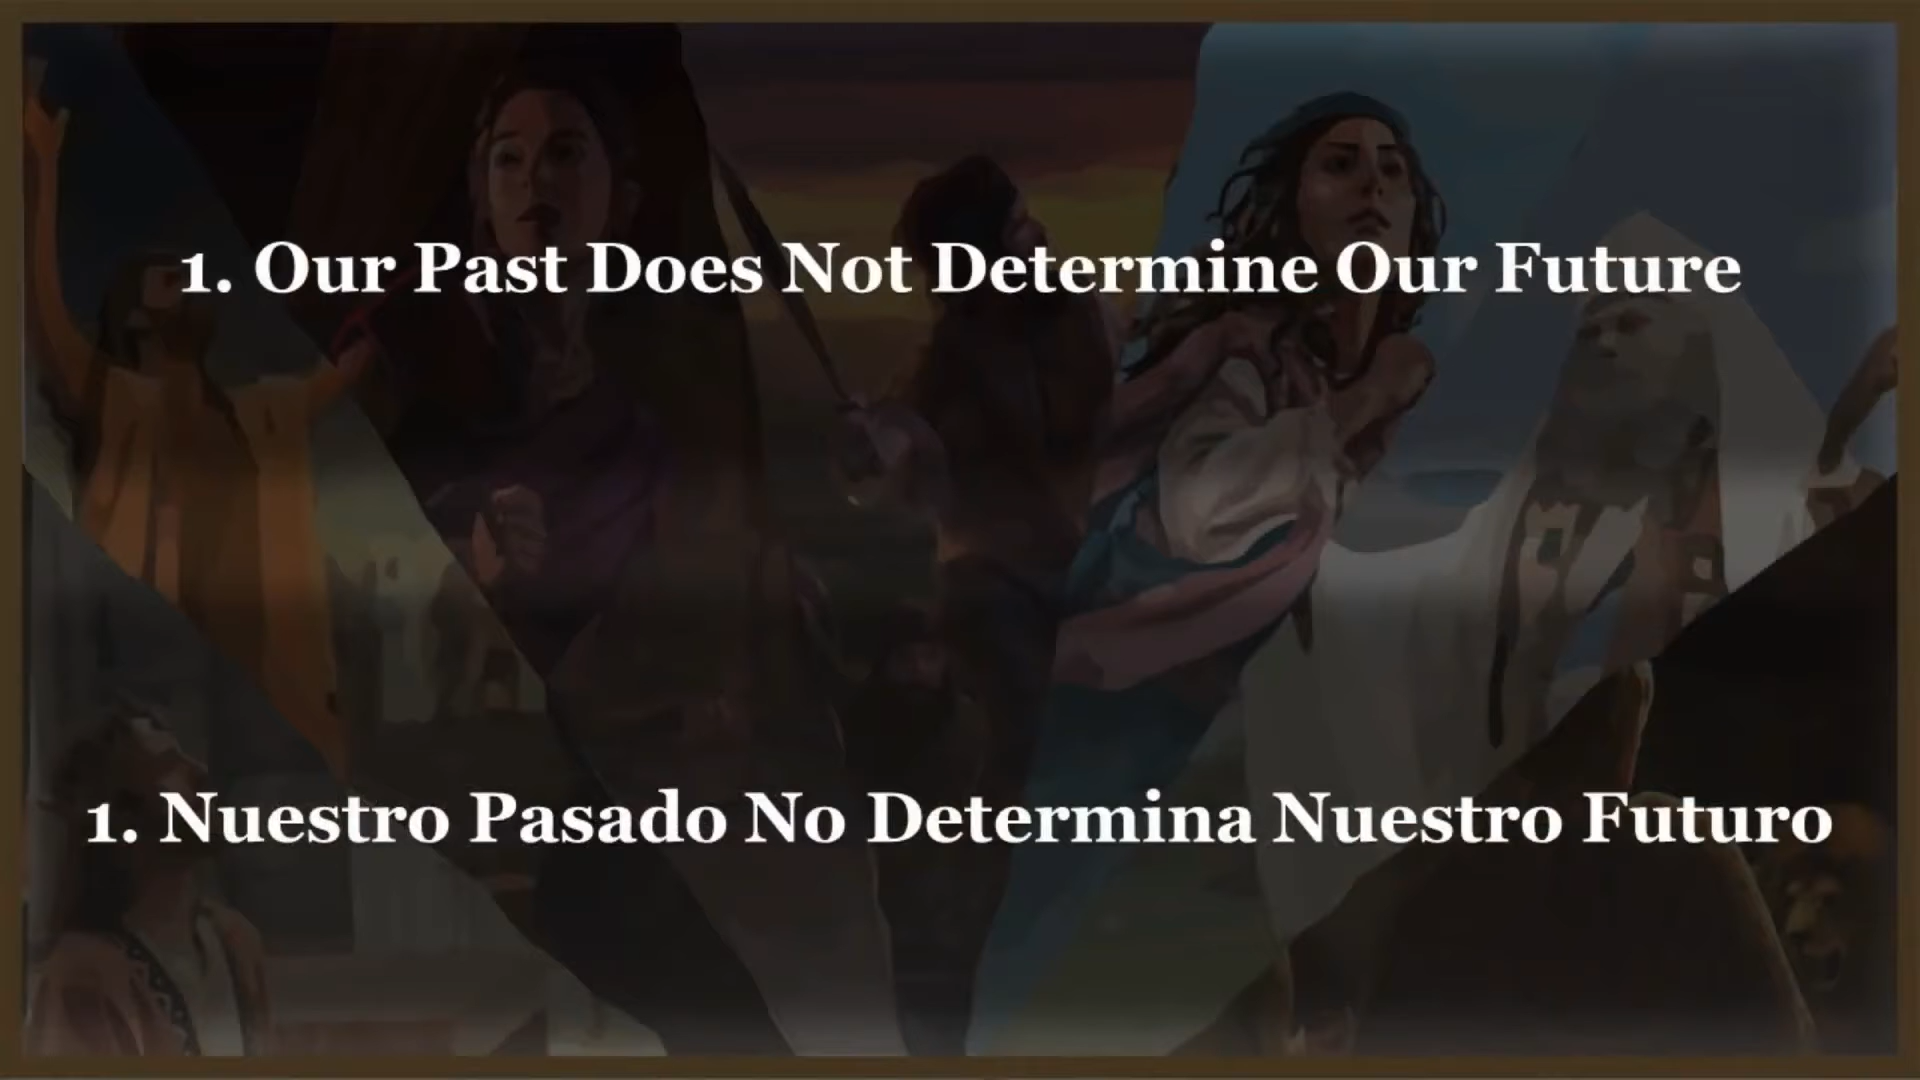 1. Our Past Does Not Determine Our Future
1. Nuestro Pasado No Determina Nuestro Futuro